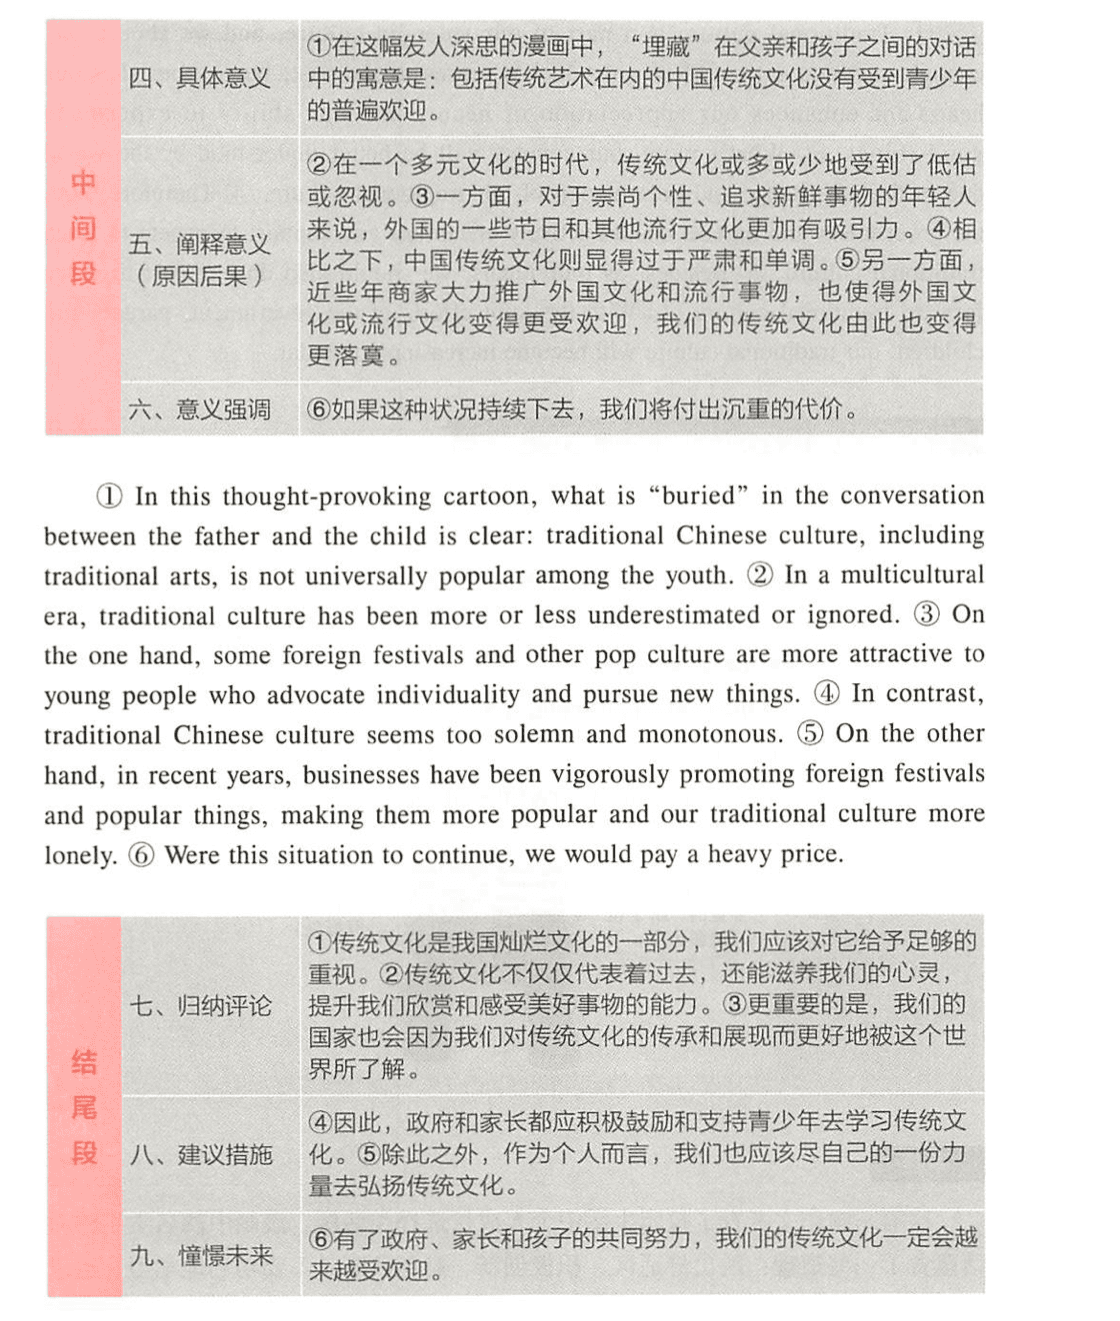 中间段
四、具体意义
①在这幅发人深思的漫画中，“埋藏”在父亲和孩子之间的对话
中的寓意是：包括传统艺术在内的中国传统文化没有受到青少年
的普遍欢迎。
五、阐释意义
（原因后果）
②在一个多元文化的时代，传统文化或多或少地受到了低估
或忽视。③一方面，对于崇尚个性、追求新鲜事物的年轻人
来说，外国的一些节日和其他流行文化更加有吸引力。④相
比之下，中国传统文化则显得过于严肃和单调。⑤另一方面，
近些年商家大力推广外国文化和流行事物，也使得外国文
化或流行文化变得更受欢迎，我们的传统文化由此也变得
更落寞。
六、意义强调
⑥如果这种状况持续下去，我们将付出沉重的代价。
① In this thought-provoking cartoon, what is “buried” in the conversation
between the father and the child is clear: traditional Chinese culture, including
traditional arts, is not universally popular among the youth. ② In a multicultural
era, traditional culture has been more or less underestimated or ignored. ③ On
the one hand, some foreign festivals and other pop culture are more attractive to
young people who advocate individuality and pursue new things. ④ In contrast,
traditional Chinese culture seems too solemn and monotonous. ⑤ On the other
hand, in recent years, businesses have been vigorously promoting foreign festivals
and popular things, making them more popular and our traditional culture more
lonely. ⑥ Were this situation to continue, we would pay a heavy price.
结尾段
七、归纳评论
①传统文化是我国灿烂文化的一部分，我们应该对它给予足够的
重视。②传统文化不仅仅代表着过去，还能滋养我们的心灵，
提升我们欣赏和感受美好事物的能力。③更重要的是，我们的
国家也会因为我们对传统文化的传承和展现而更好地被这个世
界所了解。
八、建议措施
④因此，政府和家长都应积极鼓励和支持青少年去学习传统文
化。⑤除此之外，作为个人而言，我们也应该尽自己的一份力
量去弘扬传统文化。
九、憧憬未来
⑥有了政府、家长和孩子的共同努力，我们的传统文化一定会越
来越受欢迎。